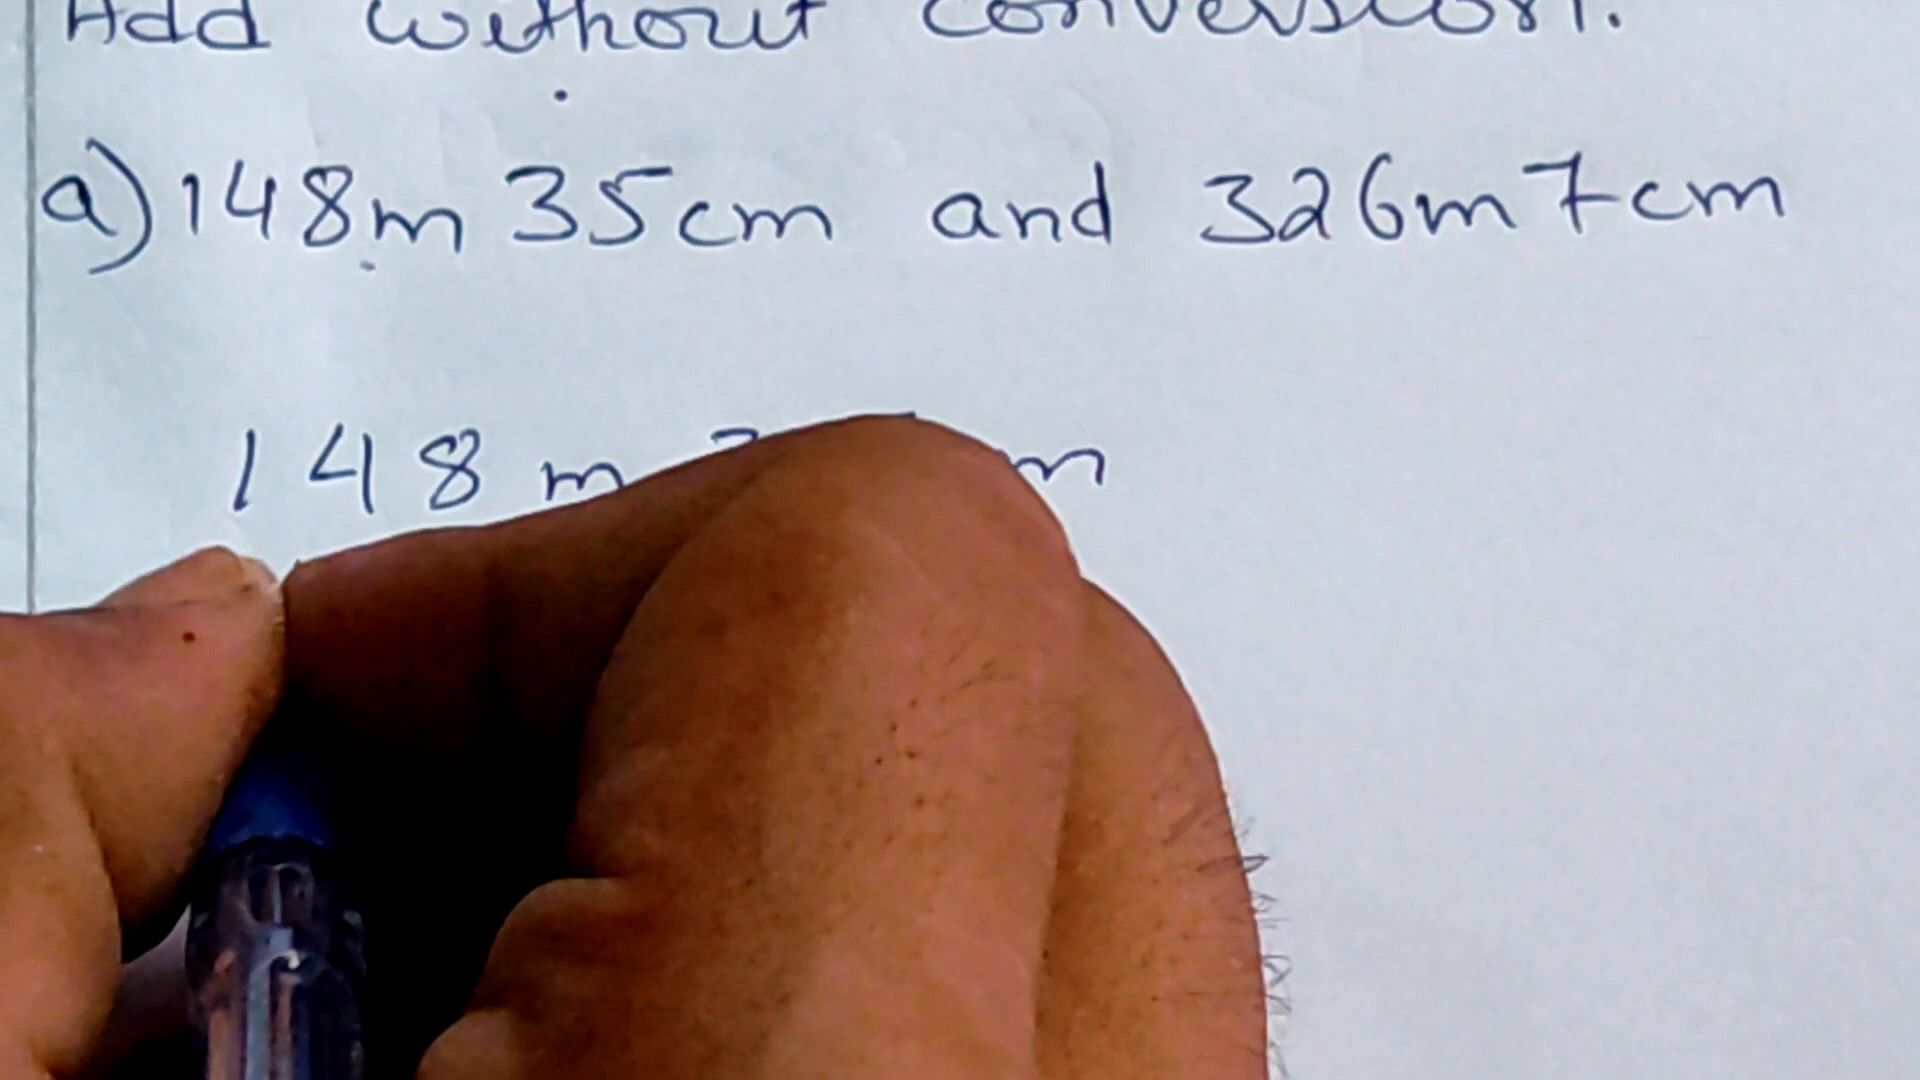 Add without conversion.
a) 148m 35cm and 326m 7cm
148 m